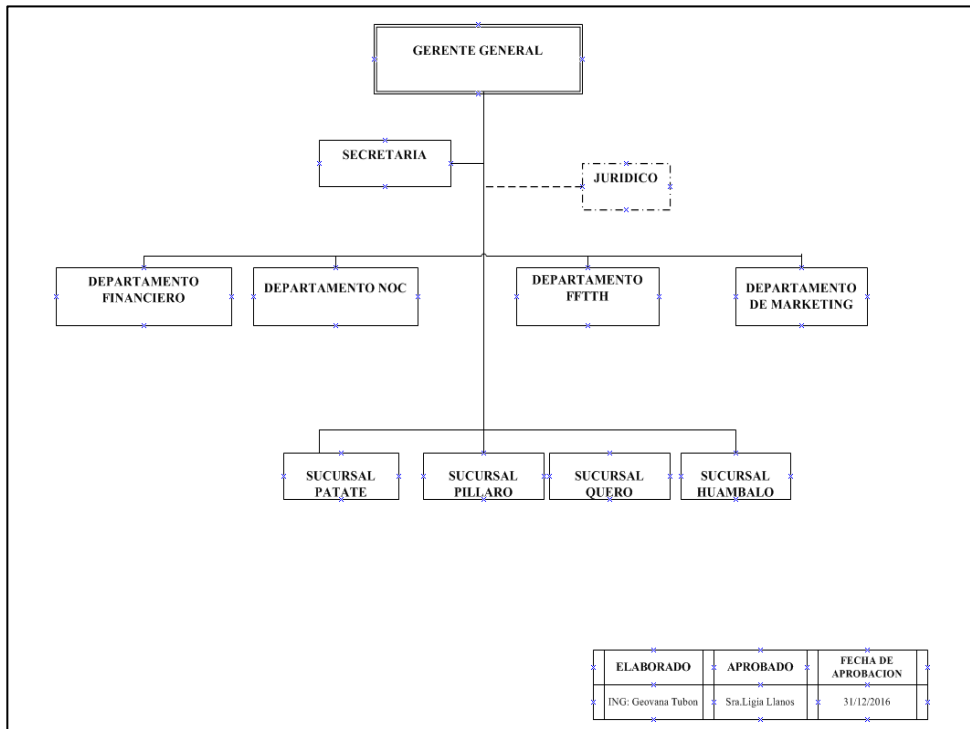 GERENTE GENERAL
SECRETARIA
JURIDICO
DEPARTAMENTO
FINANCIERO
DEPARTAMENTO NOC
DEPARTAMENTO
FFTTH
DEPARTAMENTO
DE MARKETING
SUCURSAL
PATATE
SUCURSAL
PILLARO
SUCURSAL
QUERO
SUCURSAL
HUAMBALO
ELABORADO
APROBADO
FECHA DE
APROBACION
ING: Geovana Tubon
Sra.Ligia Llanos
31/12/2016